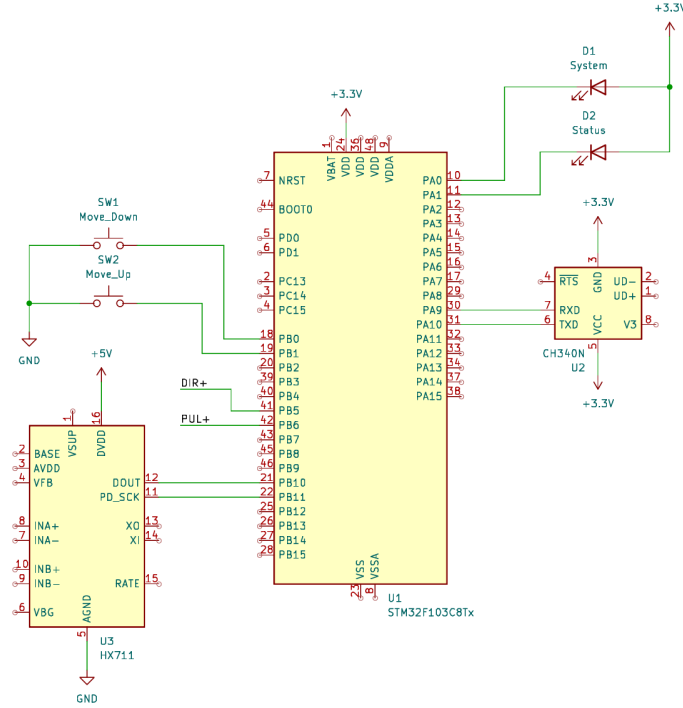 +3.3V
D1
System
D2
Status
+3.3V
1 24 36 48 9
VBAT VDD VDD VDD VDDA
7 NRST
44 BOOT0
5 PD0
6 PD1
2 PC13
3 PC14
4 PC15
18 PB0
19 PB1
20 PB2
39 PB3
40 PB4
41 PB5
42 PB6
43 PB7
45 PB8
46 PB9
21 PB10
22 PB11
25 PB12
26 PB13
27 PB14
28 PB15
PA0 10
PA1 11
PA2 12
PA3 13
PA4 14
PA5 15
PA6 16
PA7 17
PA8 29
PA9 30
PA10 31
PA11 32
PA12 33
PA13 34
PA14 37
PA15 38
VSS VSSA
23 8
U1
STM32F103C8Tx
SW1
Move_Down
SW2
Move_Up
GND
DIR+
PUL+
+3.3V
3
GND
4 RTS
7 RXD
6 TXD
UD- 2
UD+ 1
V3 8
VCC
5
CH340N
U2
+3.3V
+5V
1 16
VSUP DVDD
2 BASE
3 AVDD
4 VFB
8 INA+
7 INA-
10 INB+
9 INB-
6 VBG
DOUT 12
PD_SCK 11
XO 13
XI 14
RATE 15
AGND
5
U3
HX711
GND